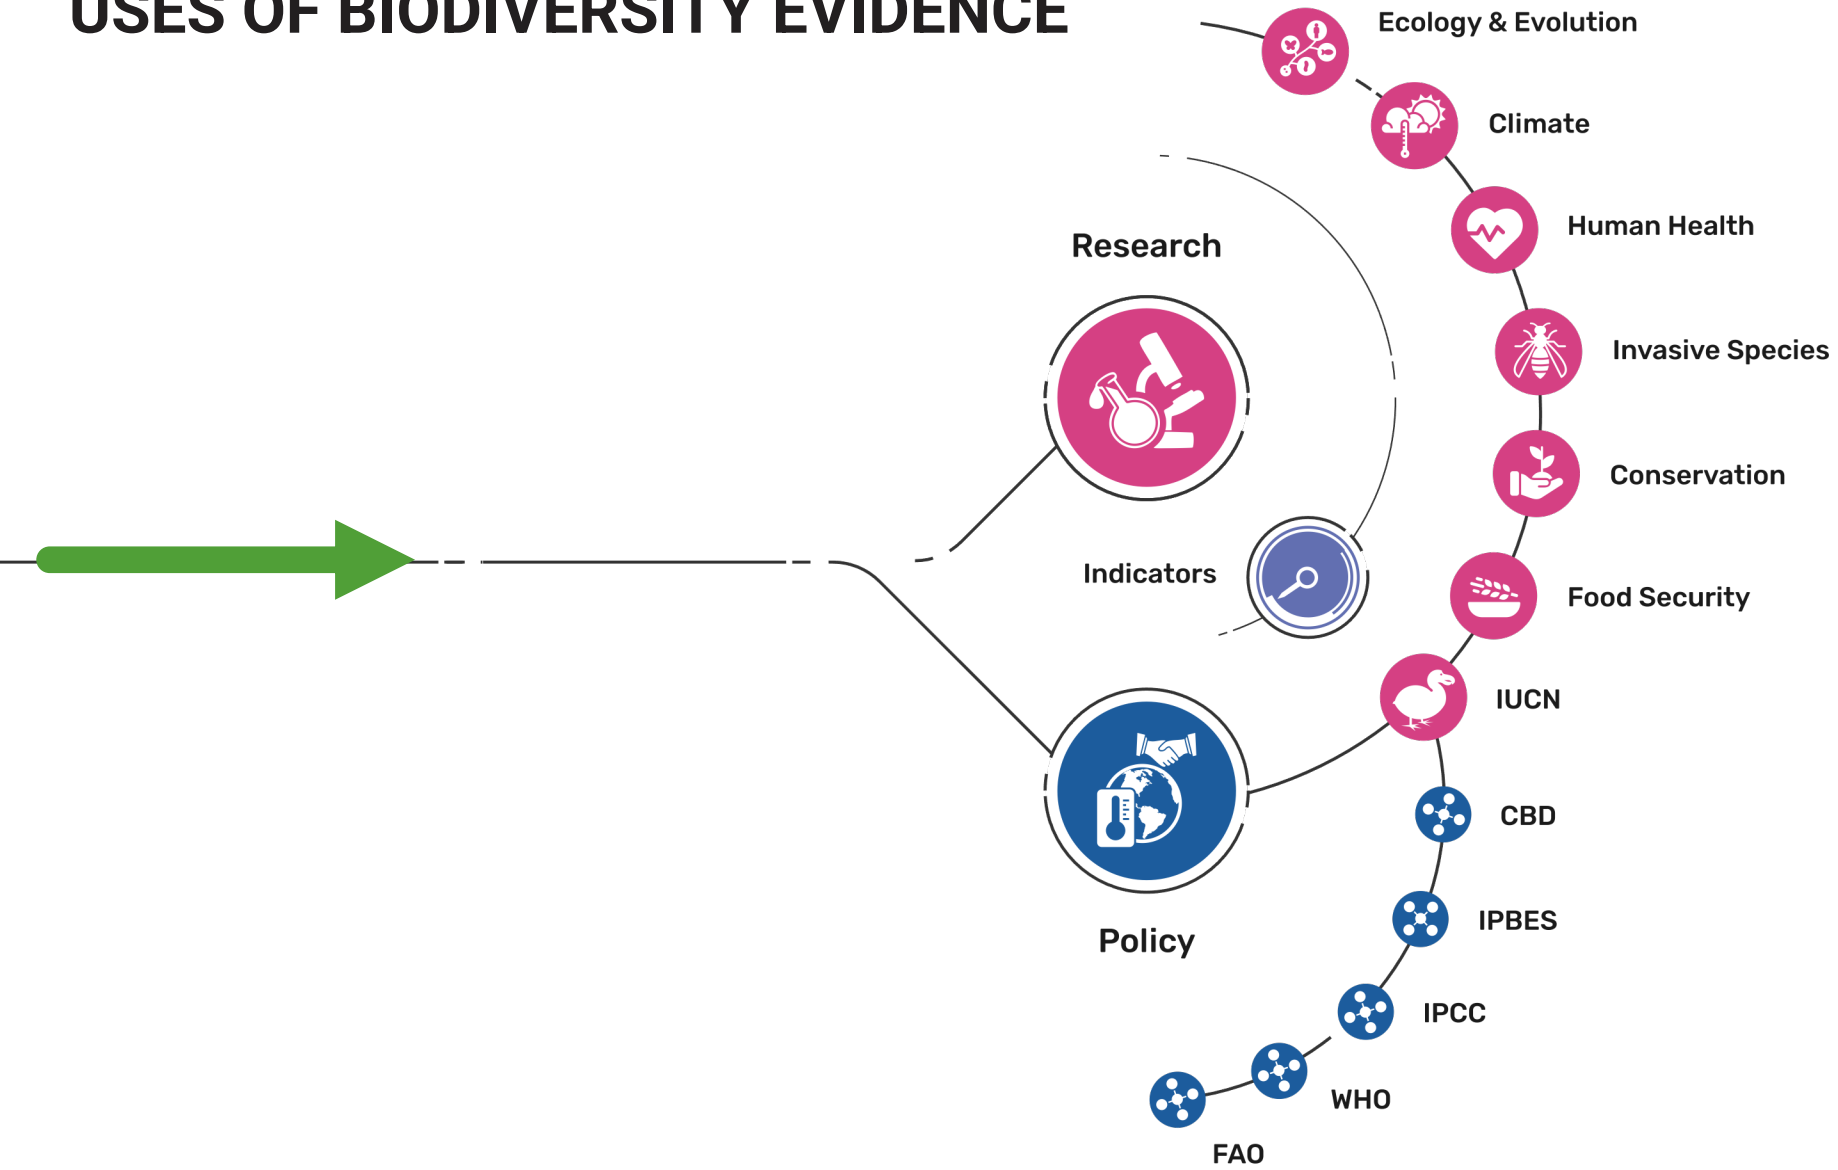 USES OF BIODIVERSITY EVIDENCE
Ecology & Evolution
Climate
Human Health
Research
Invasive Species
Conservation
Indicators
Food Security
IUCN
CBD
IPBES
Policy
IPCC
WHO
FAO